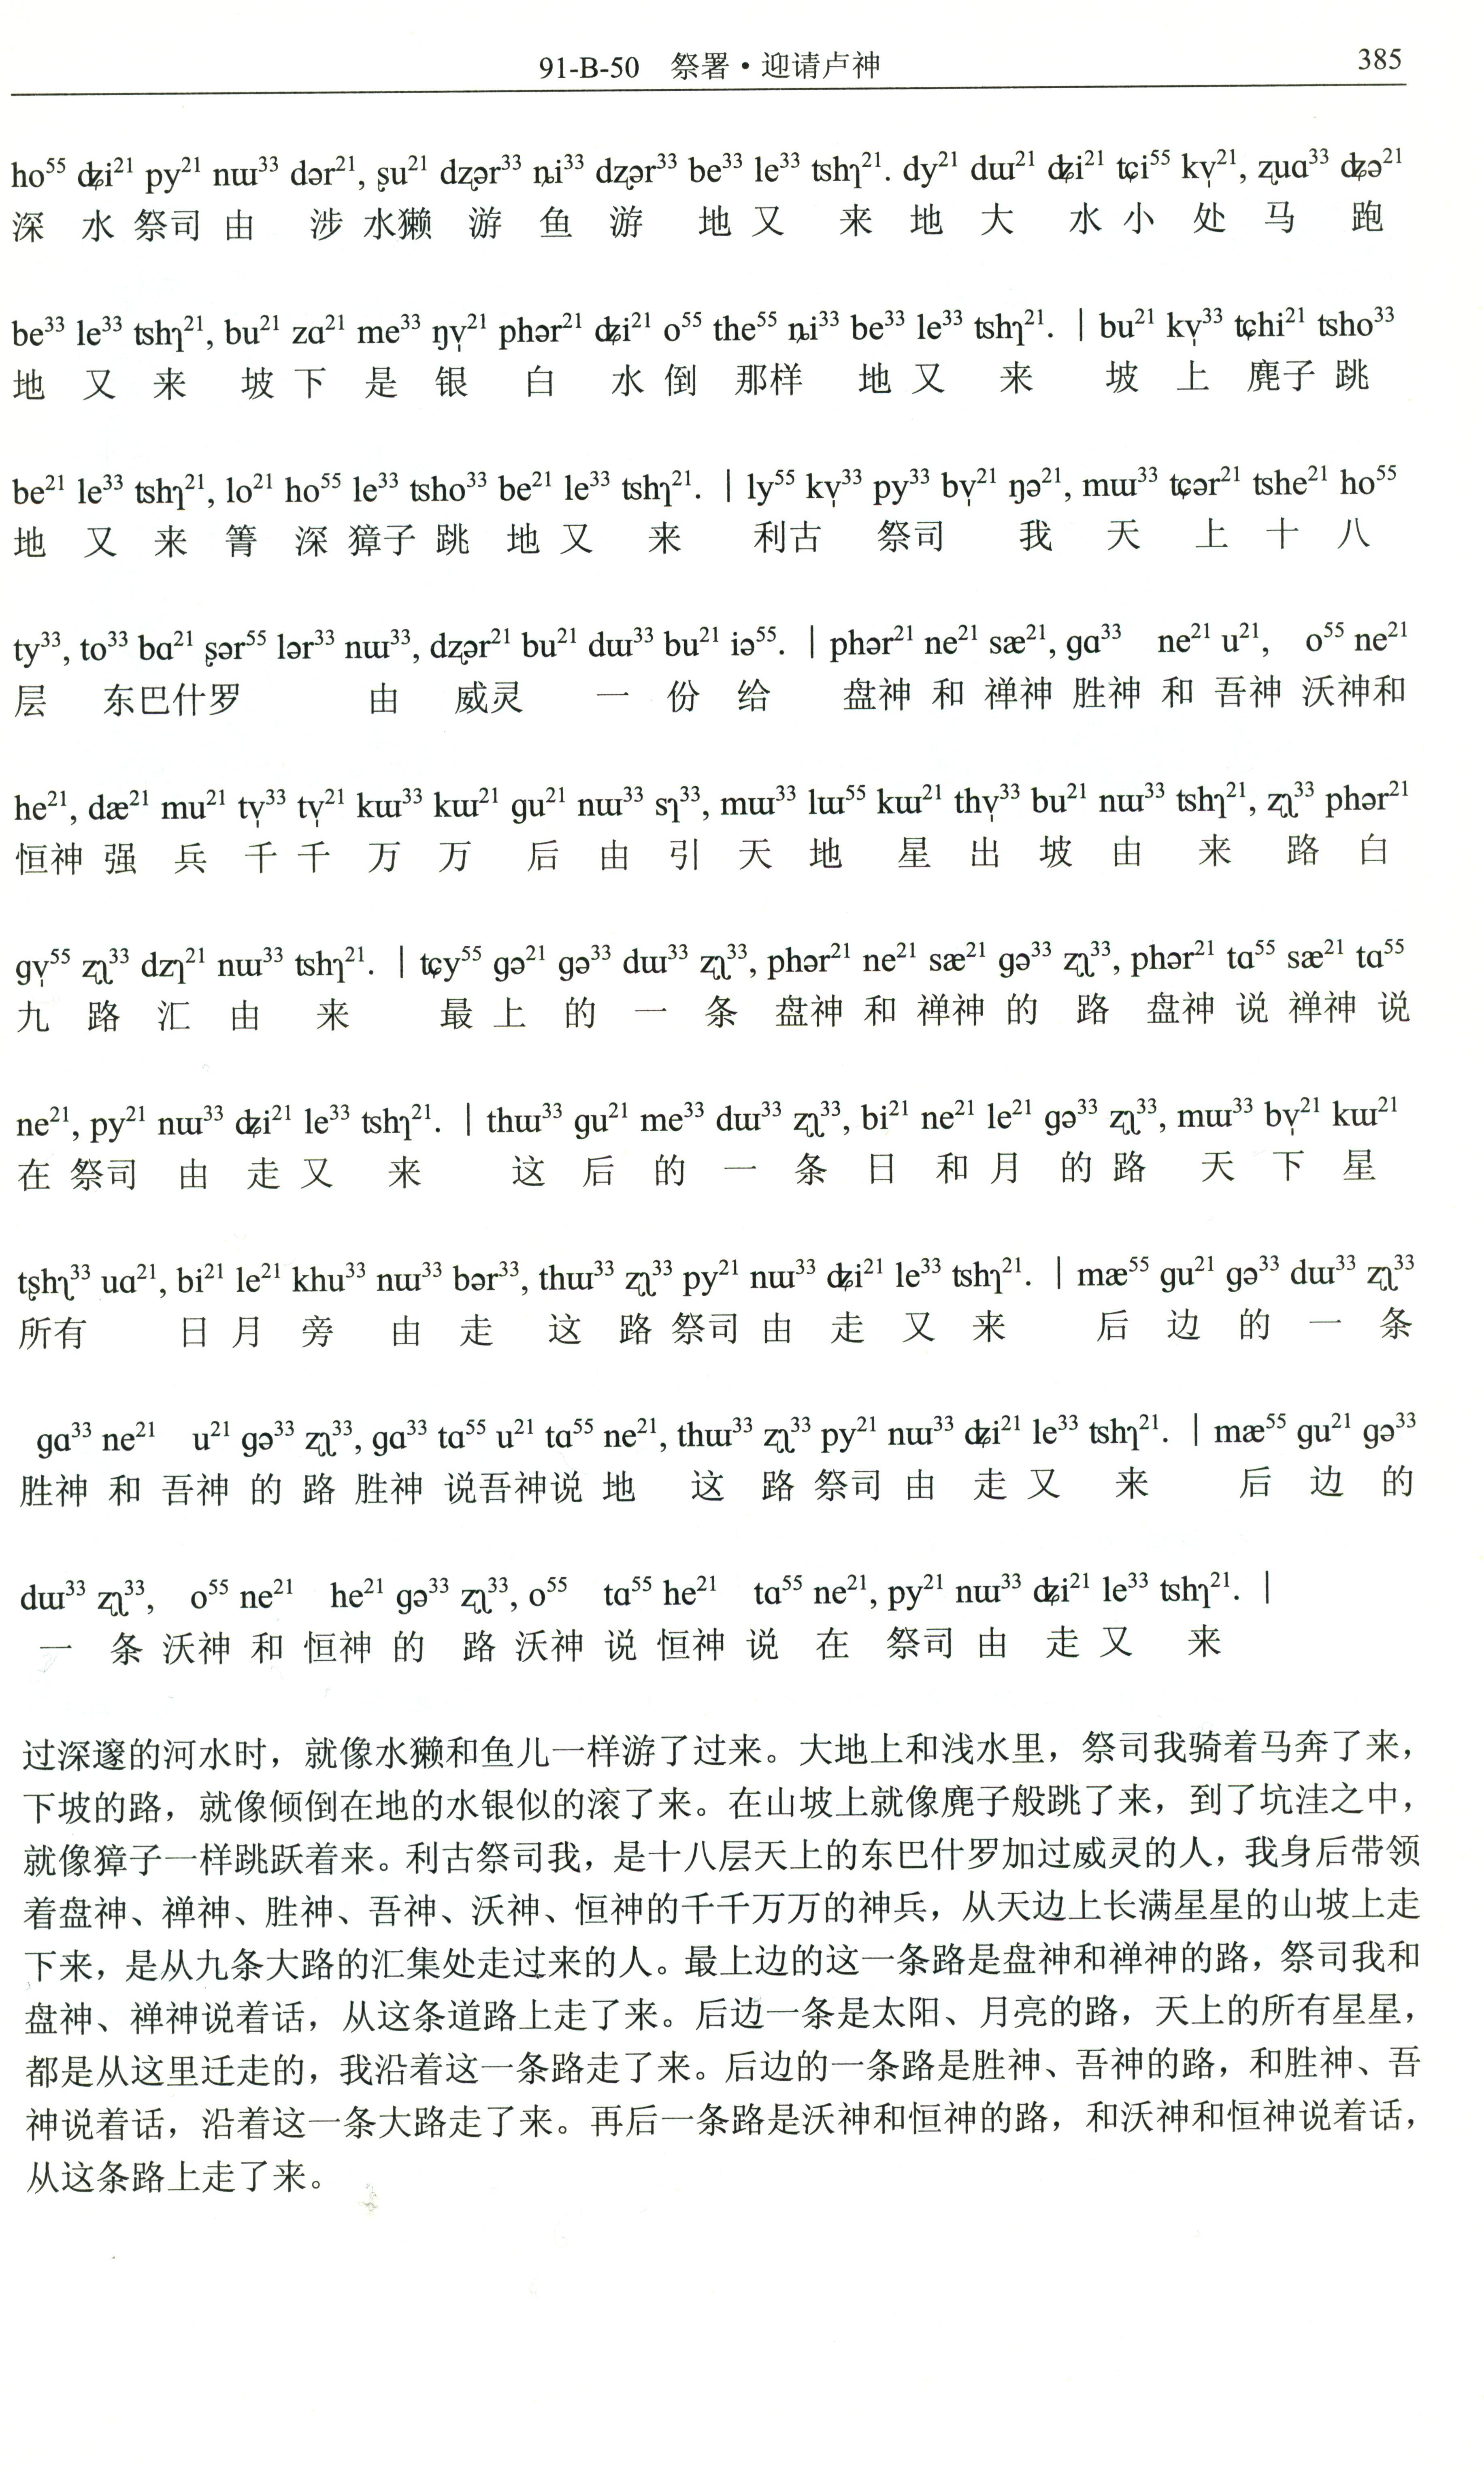 91-B-50 祭署·迎请卢神 385
ho⁵⁵ ʥi²¹ py²¹ nɯ³³ dər²¹, ʂu²¹ dʐər³³ ȵi³³ dʐər³³ be³³ le³³ tshʅ²¹. dy²¹ dɯ²¹ ʥi²¹ ʨi⁵⁵ kv̩²¹, ʐuɑ³³ ʥə²¹
深 水 祭司 由 涉 水獭 游 鱼 游 地 又 来 地 大 水 小 处 马 跑
be³³ le³³ tshʅ²¹, bu²¹ zɑ²¹ me³³ ŋv̩²¹ phər²¹ ʥi²¹ o⁵⁵ the⁵⁵ ȵi³³ be³³ le³³ tshʅ²¹. | bu²¹ kv̩³³ ʨhi²¹ tsho³³
地 又 来 坡 下 是 银 白 水 倒 那样 地 又 来 坡 上 麂子 跳
be²¹ le³³ tshʅ²¹, lo²¹ ho⁵⁵ le³³ tsho³³ be²¹ le³³ tshʅ²¹. | ly⁵⁵ kv̩³³ py³³ bv̩²¹ ŋə²¹, mɯ³³ ʨər²¹ tshe²¹ ho⁵⁵
地 又 来 箐 深 獐子 跳 地 又 来 利古 祭司 我 天 上 十 八
ty³³, to³³ bɑ²¹ ʂər⁵⁵ lər³³ nɯ³³, dʐər²¹ bu²¹ dɯ³³ bu²¹ iə⁵⁵. | phər²¹ ne²¹ sæ²¹, gɑ³³ ne²¹ u²¹, o⁵⁵ ne²¹
层 东巴什罗 由 威灵 一 份 给 盘神 和 禅神 胜神 和 吾神 沃神和
he²¹, dæ²¹ mu²¹ tv̩³³ tv̩²¹ kɯ³³ kɯ²¹ gu²¹ nɯ³³ sʅ³³, mɯ³³ lɯ⁵⁵ kɯ²¹ thv̩³³ bu²¹ nɯ³³ tshʅ²¹, ʐʅ³³ phər²¹
恒神 强 兵 千 千 万 万 后 由 引 天 地 星 出 坡 由 来 路 白
gv̩⁵⁵ ʐʅ³³ dzʅ²¹ nɯ³³ tshʅ²¹. | ʨy⁵⁵ gə²¹ gə³³ dɯ³³ ʐʅ³³, phər²¹ ne²¹ sæ²¹ gə³³ ʐʅ³³, phər²¹ tɑ⁵⁵ sæ²¹ tɑ⁵⁵
九 路 汇 由 来 最 上 的 一 条 盘神 和 禅神 的 路 盘神 说 禅神 说
ne²¹, py²¹ nɯ³³ ʥi²¹ le³³ tshʅ²¹. | thɯ³³ gu²¹ me³³ dɯ³³ ʐʅ³³, bi²¹ ne²¹ le²¹ gə³³ ʐʅ³³, mɯ³³ bv̩²¹ kɯ²¹
在 祭司 由 走 又 来 这 后 的 一 条 日 和 月 的 路 天 下 星
tʂhʅ³³ uɑ²¹, bi²¹ le²¹ khu³³ nɯ³³ bər³³, thɯ³³ ʐʅ³³ py²¹ nɯ³³ ʥi²¹ le³³ tshʅ²¹. | mæ⁵⁵ gu²¹ gə³³ dɯ³³ ʐʅ³³
所有 日 月 旁 由 走 这 路 祭司 由 走 又 来 后 边 的 一 条
gɑ³³ ne²¹ u²¹ gə³³ ʐʅ³³, gɑ³³ tɑ⁵⁵ u²¹ tɑ⁵⁵ ne²¹, thɯ³³ ʐʅ³³ py²¹ nɯ³³ ʥi²¹ le³³ tshʅ²¹. | mæ⁵⁵ gu²¹ gə³³
胜神 和 吾神 的 路 胜神 说吾神说 地 这 路 祭司 由 走 又 来 后 边 的
dɯ³³ ʐʅ³³, o⁵⁵ ne²¹ he²¹ gə³³ ʐʅ³³, o⁵⁵ tɑ⁵⁵ he²¹ tɑ⁵⁵ ne²¹, py²¹ nɯ³³ ʥi²¹ le³³ tshʅ²¹. |
一 条 沃神 和 恒神 的 路 沃神 说 恒神 说 在 祭司 由 走 又 来
过深邃的河水时，就像水獭和鱼儿一样游了过来。大地上和浅水里，祭司我骑着马奔了来，
下坡的路，就像倾倒在地的水银似的滚了来。在山坡上就像麂子般跳了来，到了坑洼之中，
就像獐子一样跳跃着来。利古祭司我，是十八层天上的东巴什罗加过威灵的人，我身后带领
着盘神、禅神、胜神、吾神、沃神、恒神的千千万万的神兵，从天边上长满星星的山坡上走
下来，是从九条大路的汇集处走过来的人。最上边的这一条路是盘神和禅神的路，祭司我和
盘神、禅神说着话，从这条道路上走了来。后边一条是太阳、月亮的路，天上的所有星星，
都是从这里迁走的，我沿着这一条路走了来。后边的一条路是胜神、吾神的路，和胜神、吾
神说着话，沿着这一条大路走了来。再后一条路是沃神和恒神的路，和沃神和恒神说着话，
从这条路上走了来。